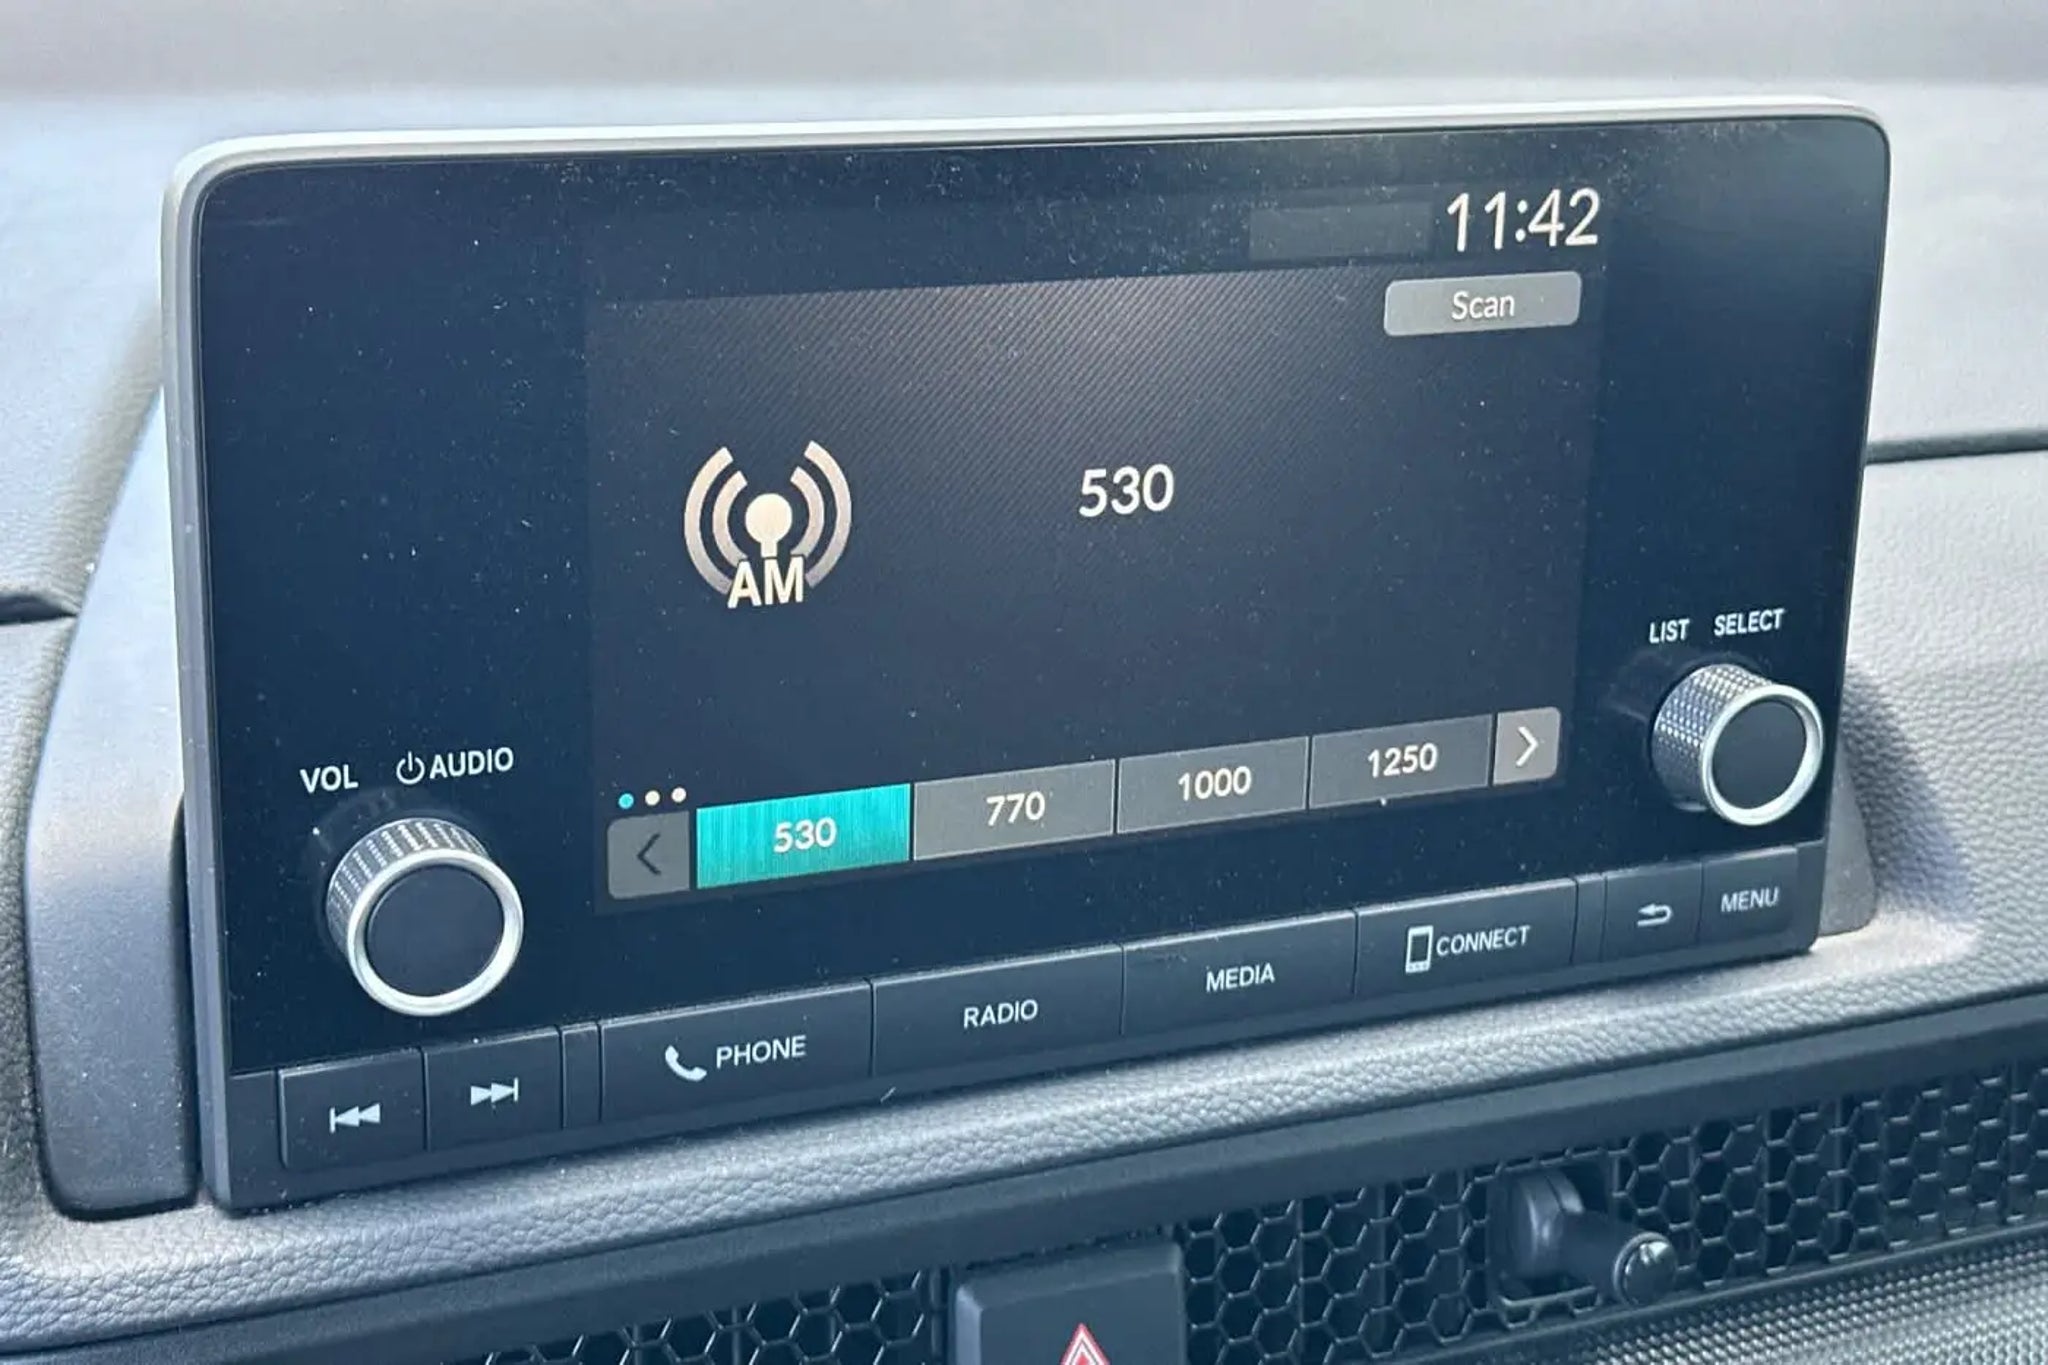 11:42
Scan
AM
530
LIST SELECT
VOL AUDIO
530 770 1000 1250
PHONE RADIO MEDIA CONNECT MENU